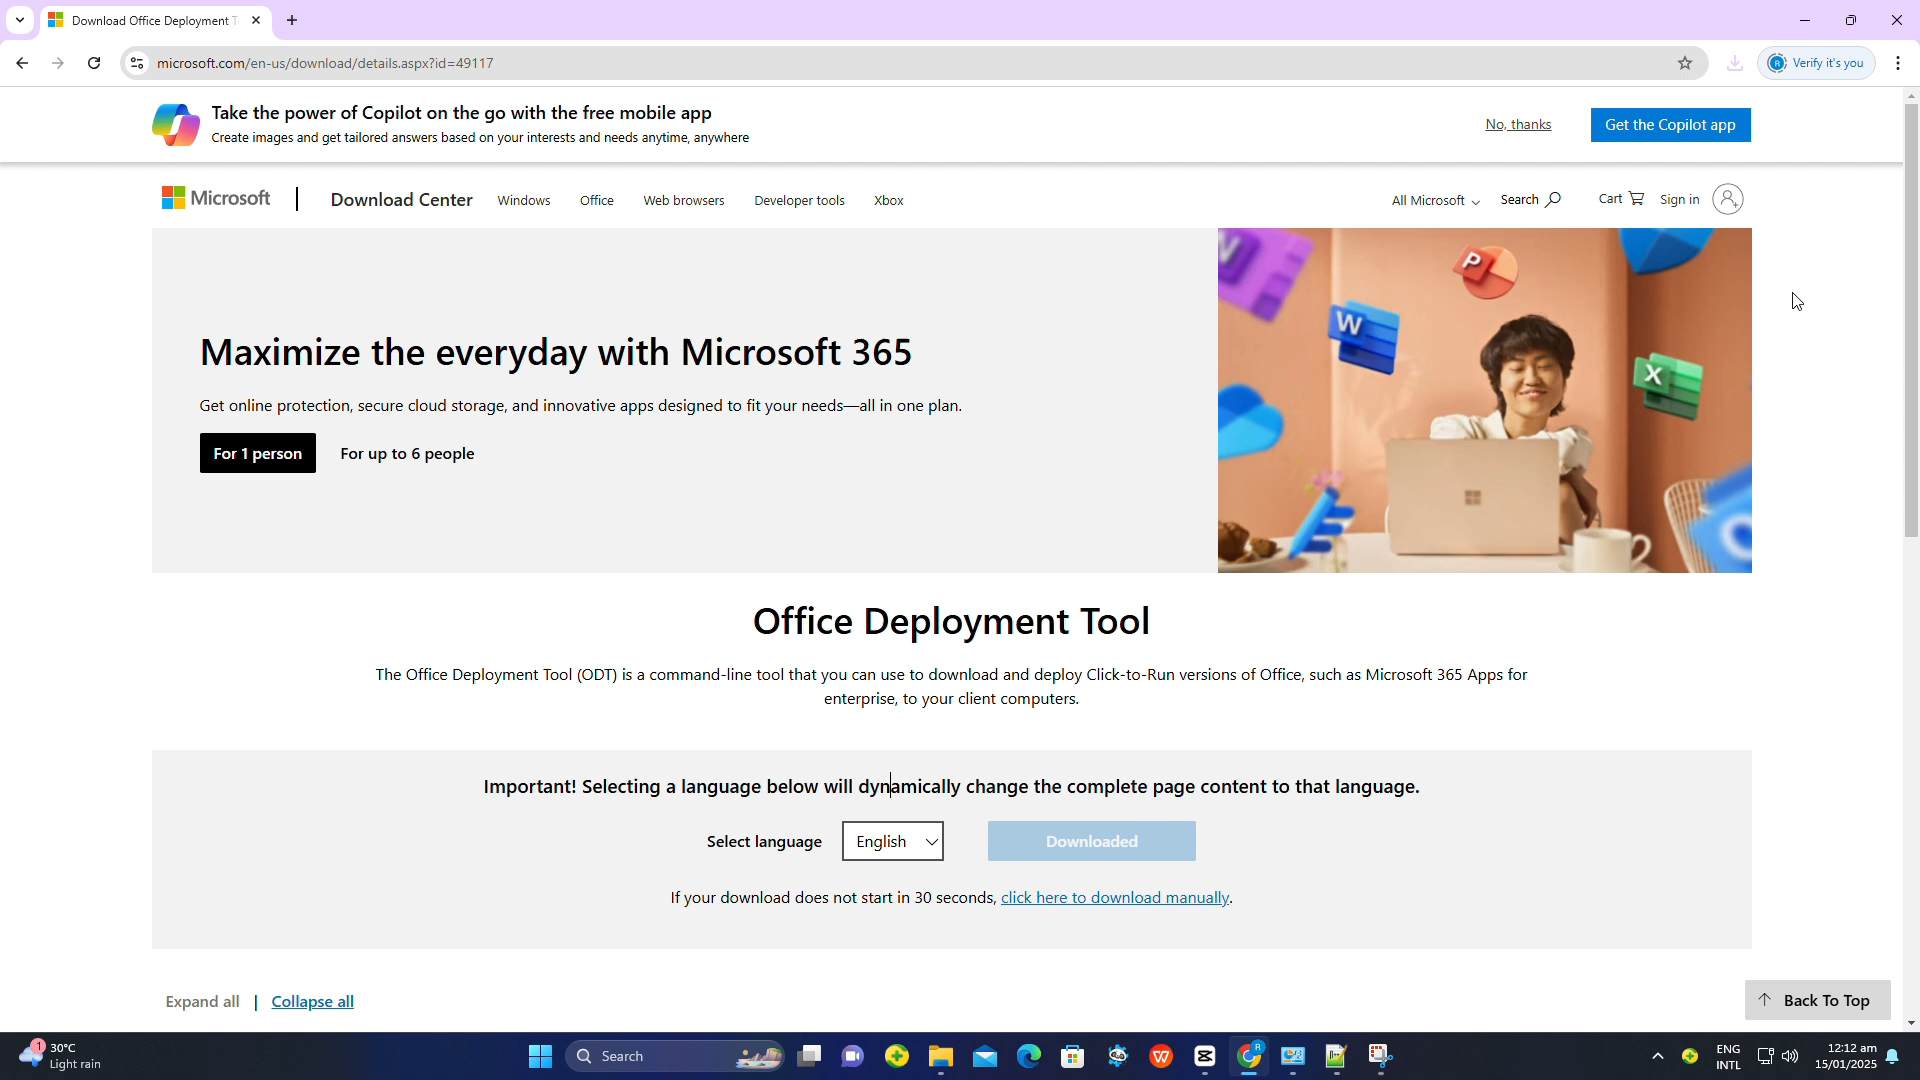 Download Office Deployment T
microsoft.com/en-us/download/details.aspx?id=49117
R
Verify it's you
Take the power of Copilot on the go with the free mobile app
Create images and get tailored answers based on your interests and needs anytime, anywhere
No, thanks
Get the Copilot app
Microsoft
Download Center
Windows
Office
Web browsers
Developer tools
Xbox
All Microsoft
Search
Cart
Sign in
N
P
W
X
Maximize the everyday with Microsoft 365
Get online protection, secure cloud storage, and innovative apps designed to fit your needs—all in one plan.
For 1 person
For up to 6 people
Office Deployment Tool
The Office Deployment Tool (ODT) is a command-line tool that you can use to download and deploy Click-to-Run versions of Office, such as Microsoft 365 Apps for
enterprise, to your client computers.
Important! Selecting a language below will dynamically change the complete page content to that language.
Select language
English
Downloaded
If your download does not start in 30 seconds, click here to download manually.
Expand all | Collapse all
Back To Top
1
30°C
Light rain
Search
R
ENG
INTL
12:12 am
15/01/2025